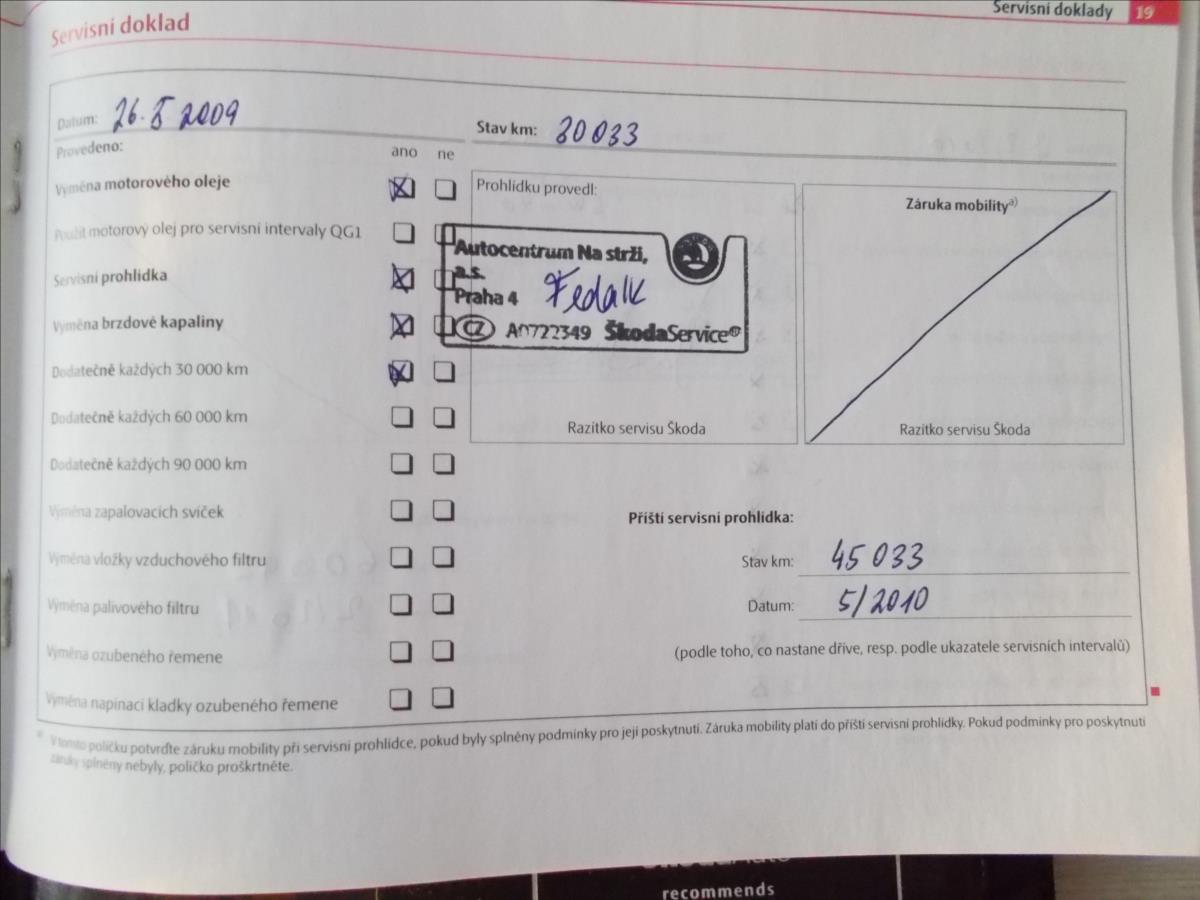 Servisní doklady 19
Servisní doklad
Datum: 26.5 2009
Stav km: 30033
Provedeno:
ano ne
Výměna motorového oleje
Použit motorový olej pro servisní intervaly QG1
Servisní prohlídka
Výměna brzdové kapaliny
Dodatečně každých 30 000 km
Dodatečně každých 60 000 km
Dodatečně každých 90 000 km
Výměna zapalovacích svíček
Výměna vložky vzduchového filtru
Výměna palivového filtru
Výměna ozubeného řemene
Výměna napínací kladky ozubeného řemene
Prohlídku provedl:
Autocentrum Na strži,
a.s.
Praha 4
CZ A0722349 ŠkodaService®
Razítko servisu Škoda
Záruka mobility a)
Razítko servisu Škoda
Příští servisní prohlídka:
Stav km: 45 033
Datum: 5/2010
(podle toho, co nastane dříve, resp. podle ukazatele servisních intervalů)
a) V tomto políčku potvrďte záruku mobility při servisní prohlídce, pokud byly splněny podmínky pro její poskytnutí. Záruka mobility platí do příští servisní prohlídky. Pokud podmínky pro poskytnutí
záruky splněny nebyly, políčko proškrtněte.
recommends